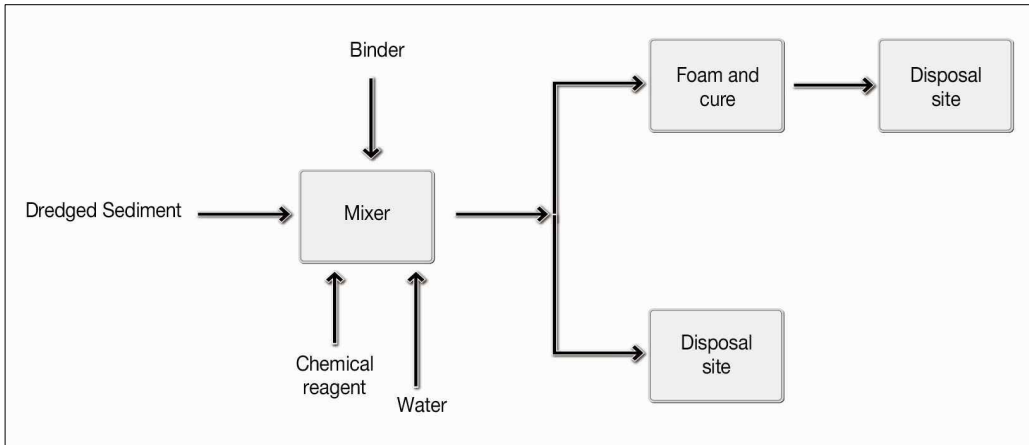 Binder
Foam and
cure
Disposal
site
Dredged Sediment
Mixer
Chemical
reagent
Water
Disposal
site